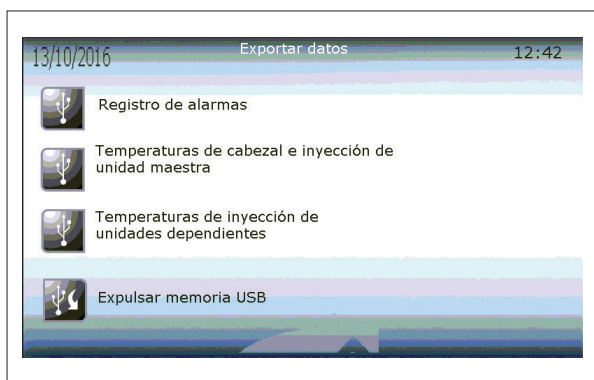 13/10/2016 Exportar datos 12:42
Registro de alarmas
Temperaturas de cabezal e inyección de
unidad maestra
Temperaturas de inyección de
unidades dependientes
Expulsar memoria USB